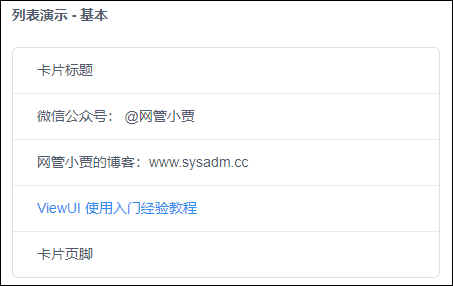 列表演示 - 基本
卡片标题
微信公众号： @网管小贾
网管小贾的博客：www.sysadm.cc
ViewUI 使用入门经验教程
卡片页脚